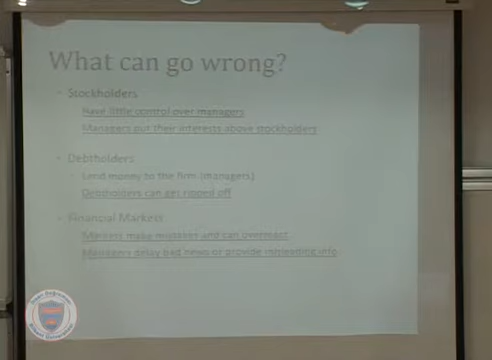 What can go wrong?
Stockholders
Have little control over managers
Managers put their interests above stockholders
Debtholders
Lend money to the firm (managers)
Debtholders can get ripped off
Financial Markets
Markets make mistakes and can overreact
Managers delay bad news or provide misleading info